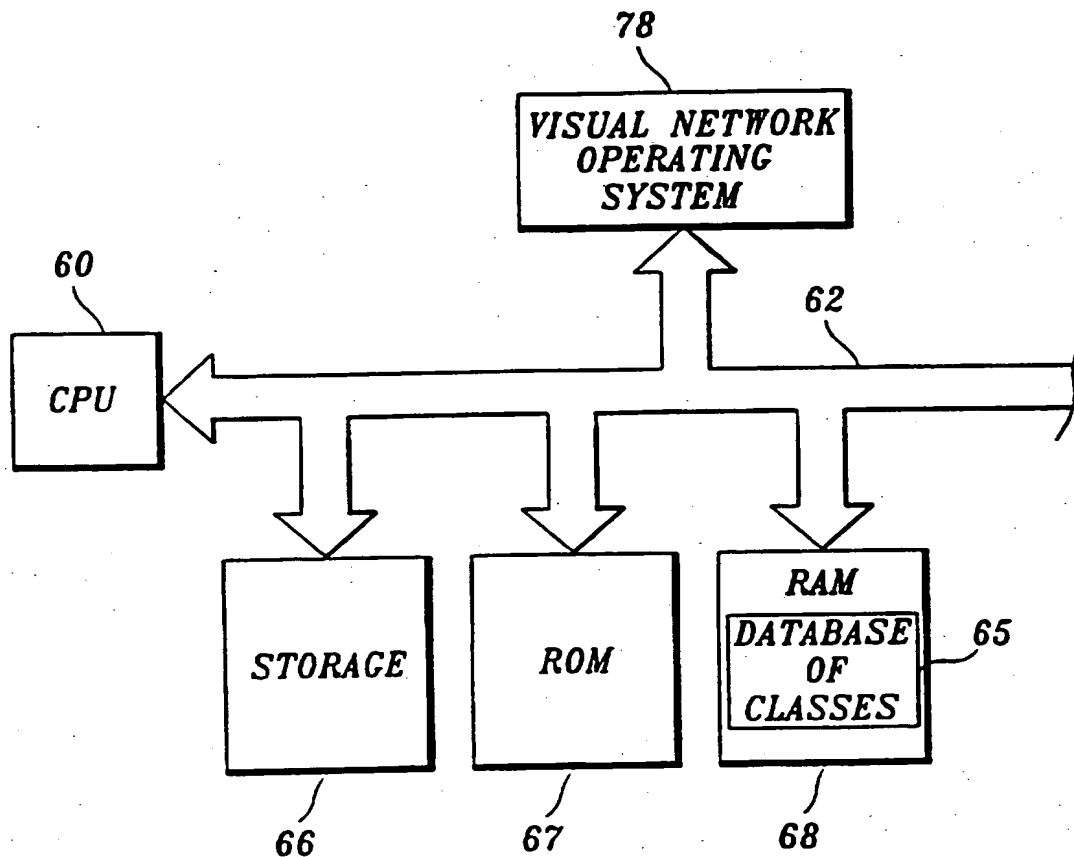 78
VISUAL NETWORK
OPERATING
SYSTEM
60
62
CPU
STORAGE
ROM
RAM
DATABASE
OF
CLASSES
65
66
67
68